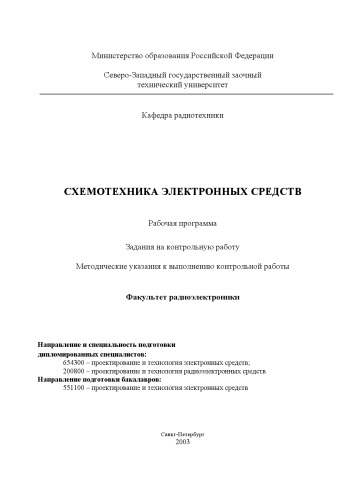 Министерство образования Российской Федерации
Северо-Западный государственный заочный
технический университет
Кафедра радиотехники
СХЕМОТЕХНИКА ЭЛЕКТРОННЫХ СРЕДСТВ
Рабочая программа
Задания на контрольную работу
Методические указания к выполнению контрольной работы
Факультет радиоэлектроники
Направление и специальность подготовки
дипломированных специалистов:
654300 – проектирование и технология электронных средств,
200800 – проектирование и технология радиоэлектронных средств
Направление подготовки бакалавров:
551100 – проектирование и технология электронных средств
Санкт-Петербург
2003